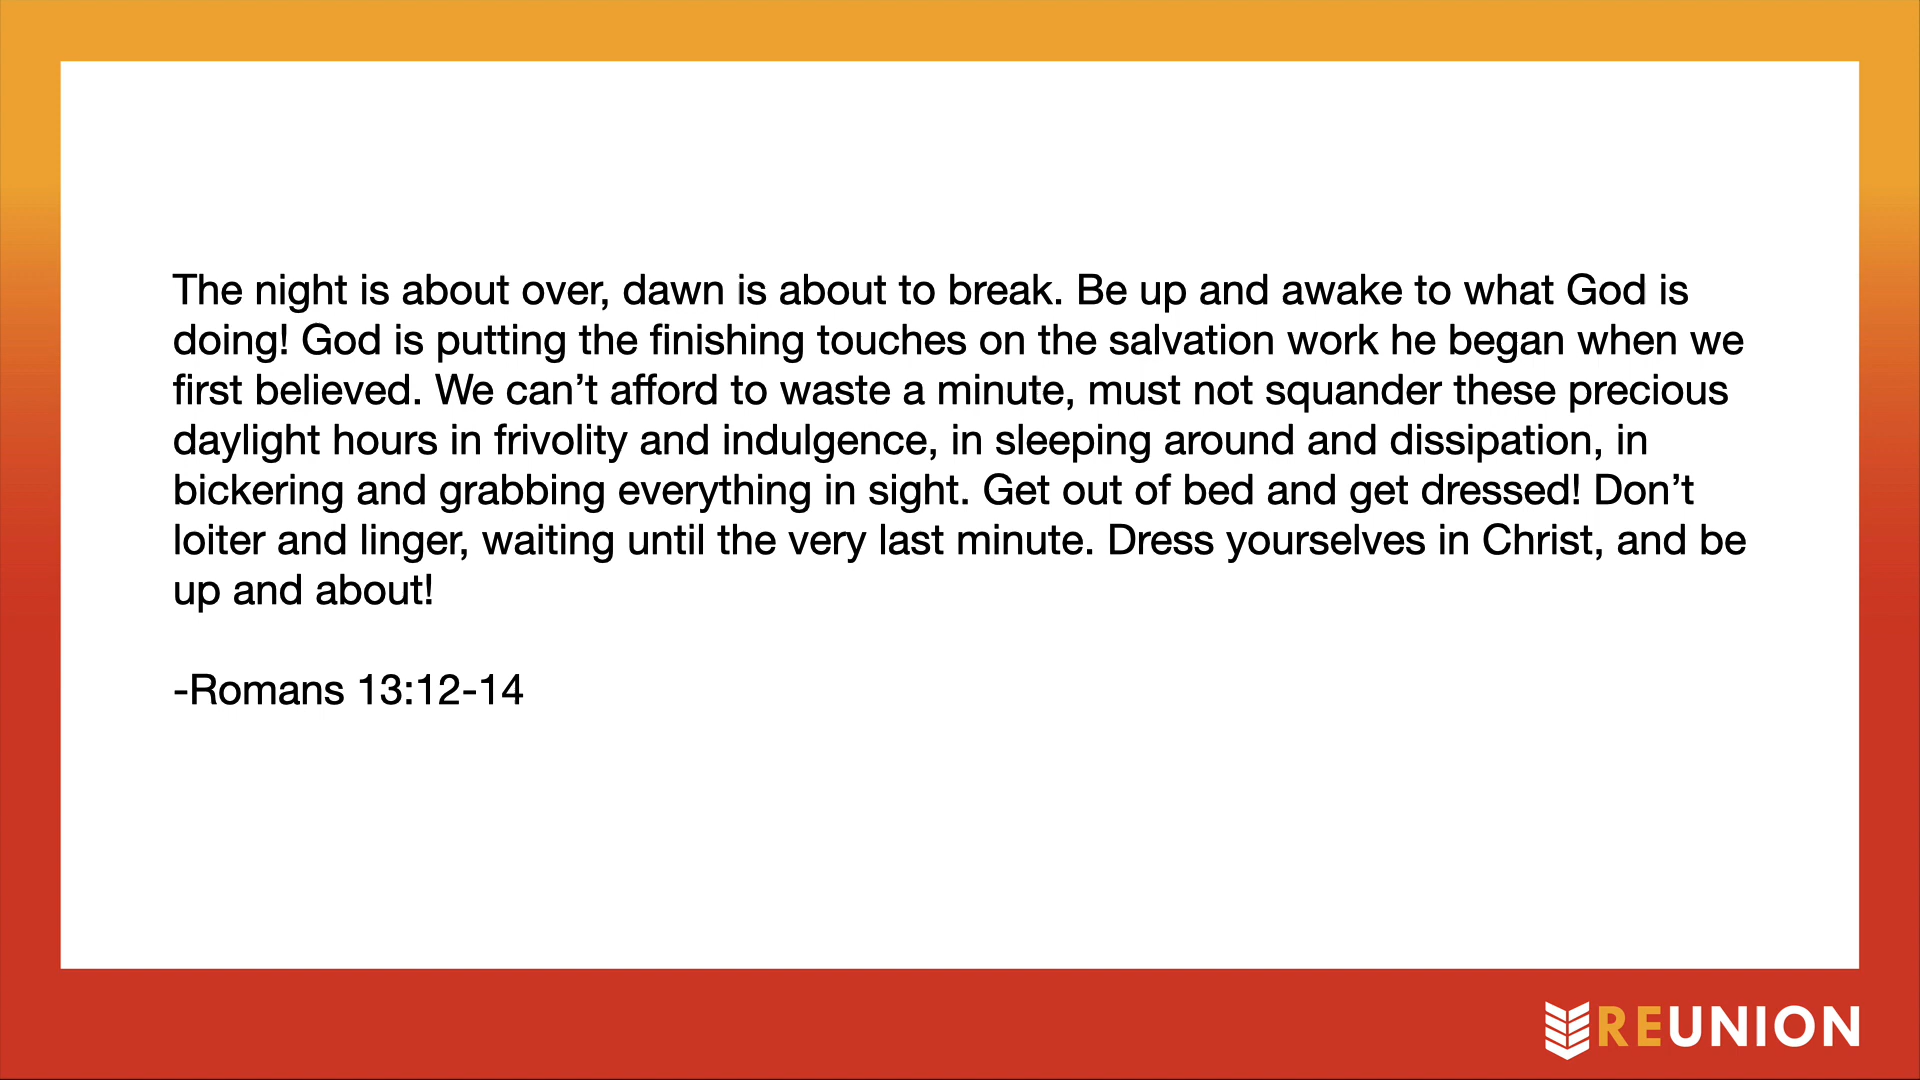 The night is about over, dawn is about to break. Be up and awake to what God is
doing! God is putting the finishing touches on the salvation work he began when we
first believed. We can’t afford to waste a minute, must not squander these precious
daylight hours in frivolity and indulgence, in sleeping around and dissipation, in
bickering and grabbing everything in sight. Get out of bed and get dressed! Don’t
loiter and linger, waiting until the very last minute. Dress yourselves in Christ, and be
up and about!
-Romans 13:12-14
REUNION